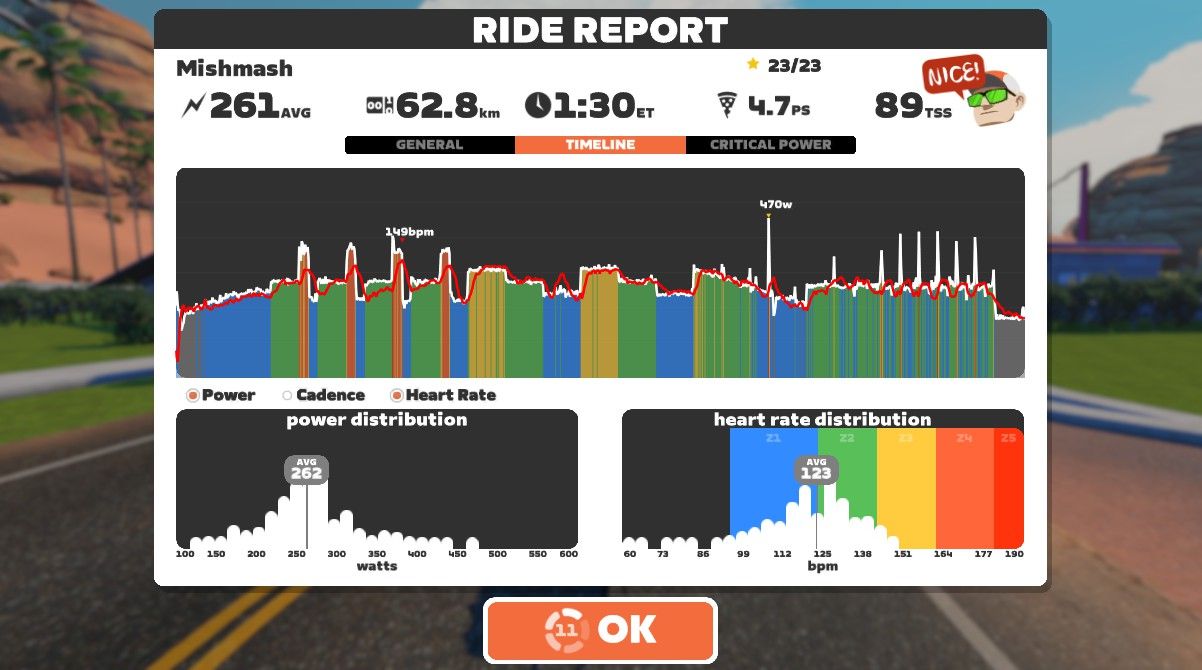 RIDE REPORT
Mishmash
23/23
NICE!
261AVG
62.8km
1:30ET
4.7PS
89TSS
GENERAL
TIMELINE
CRITICAL POWER
470w
149bpm
Power
Cadence
Heart Rate
power distribution
AVG
262
100 150 200 250 300 350 400 450 500 550 600
watts
heart rate distribution
Z1 Z2 Z3 Z4 Z5
AVG
123
60 73 86 99 112 125 138 151 164 177 190
bpm
11 OK